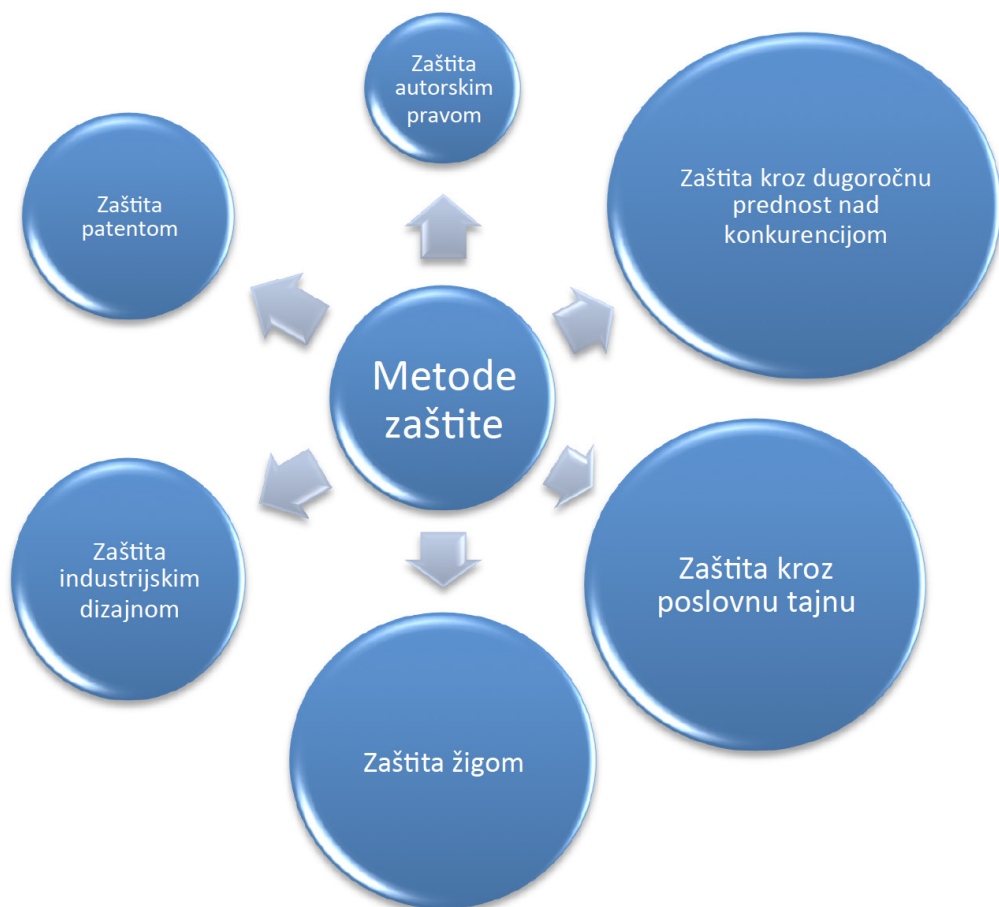 Zaštita
autorskim
pravom
Zaštita kroz dugoročnu
prednost nad
konkurencijom
Zaštita
patentom
Metode
zaštite
Zaštita
industrijskim
dizajnom
Zaštita kroz
poslovnu tajnu
Zaštita žigom